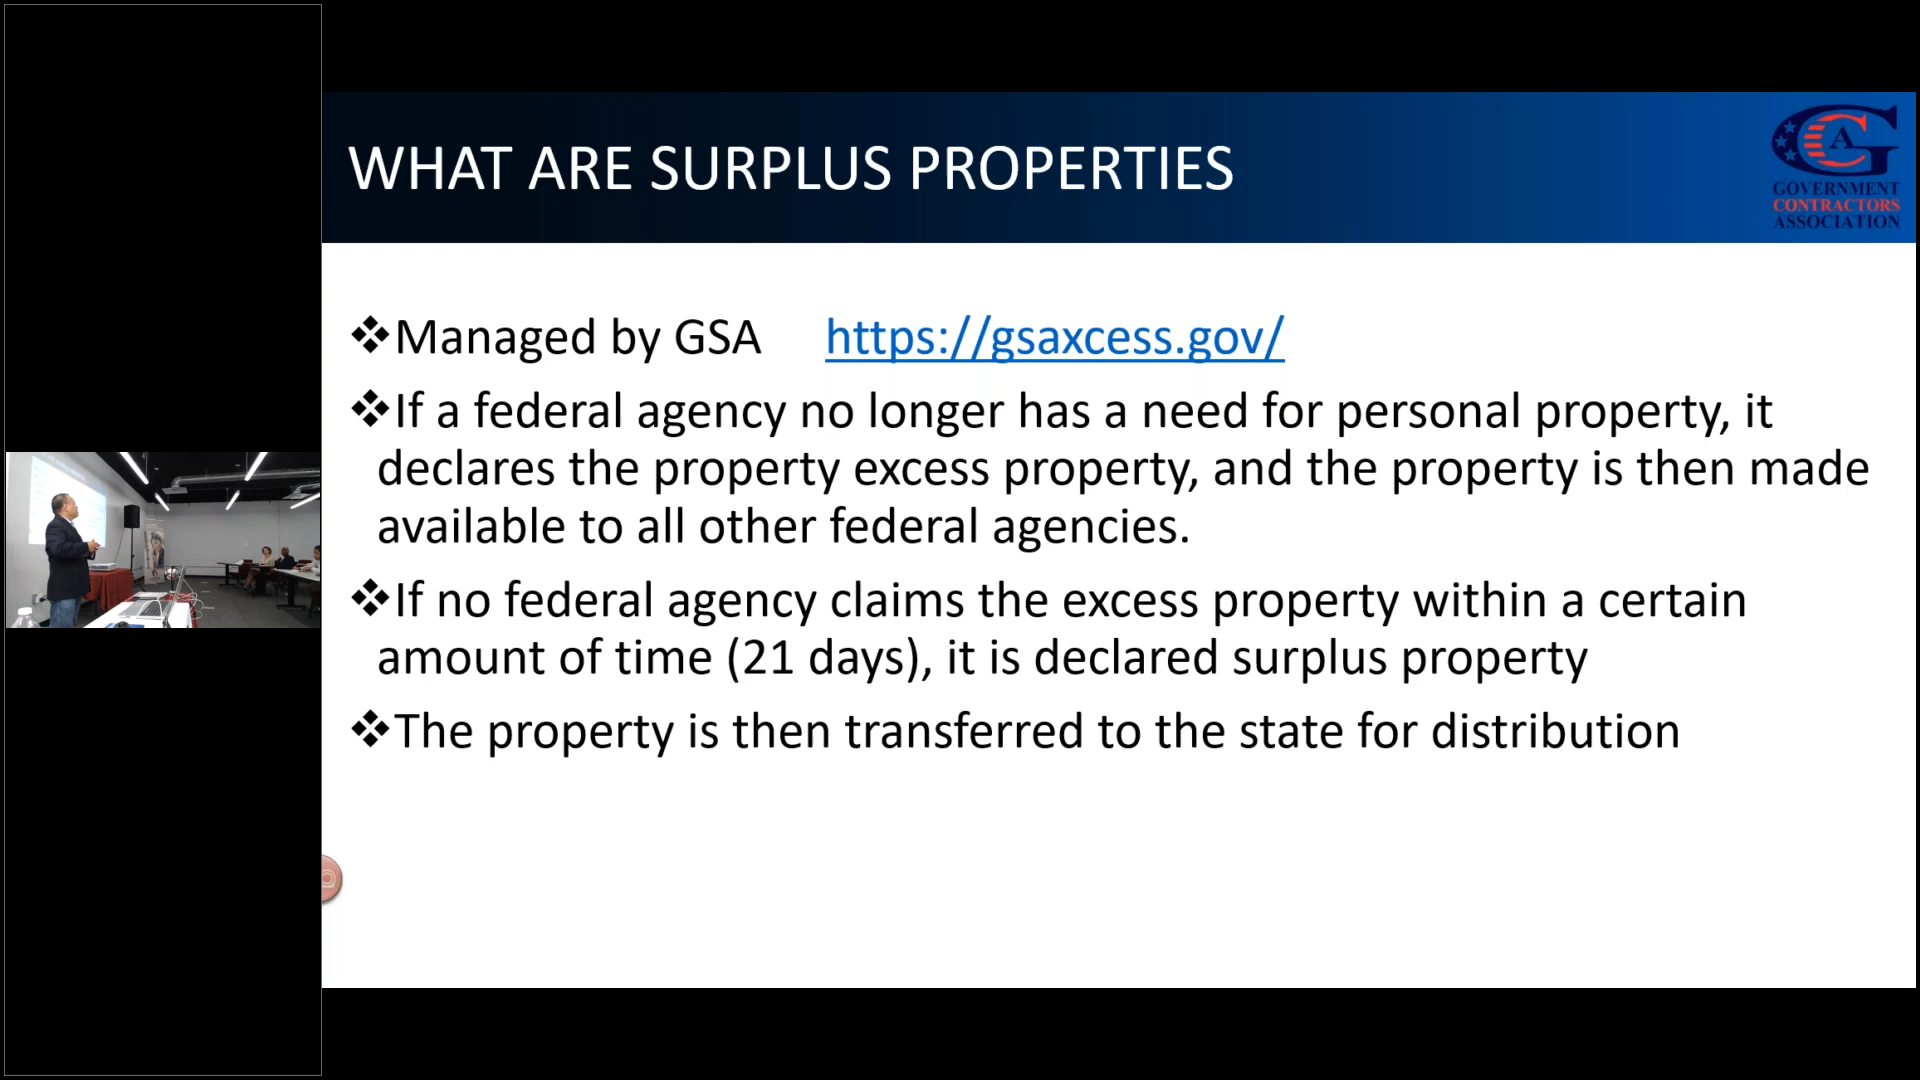 WHAT ARE SURPLUS PROPERTIES
GOVERNMENT
CONTRACTORS
ASSOCIATION
❖Managed by GSA https://gsaxcess.gov/
❖If a federal agency no longer has a need for personal property, it
declares the property excess property, and the property is then made
available to all other federal agencies.
❖If no federal agency claims the excess property within a certain
amount of time (21 days), it is declared surplus property
❖The property is then transferred to the state for distribution